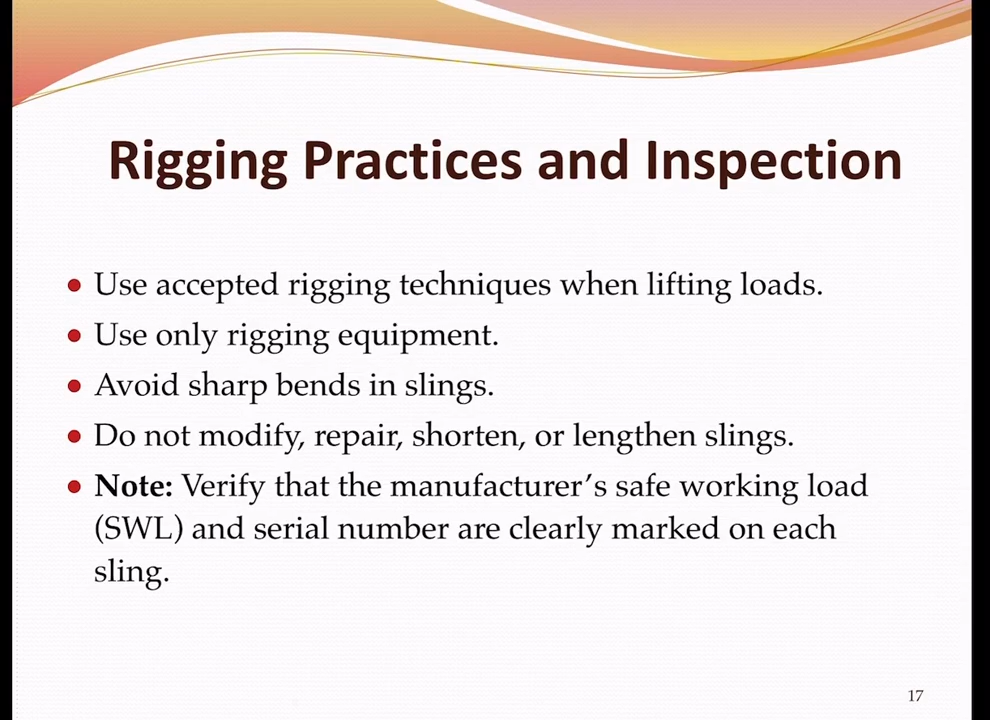 Rigging Practices and Inspection
Use accepted rigging techniques when lifting loads.
Use only rigging equipment.
Avoid sharp bends in slings.
Do not modify, repair, shorten, or lengthen slings.
Note: Verify that the manufacturer’s safe working load
(SWL) and serial number are clearly marked on each
sling.
17